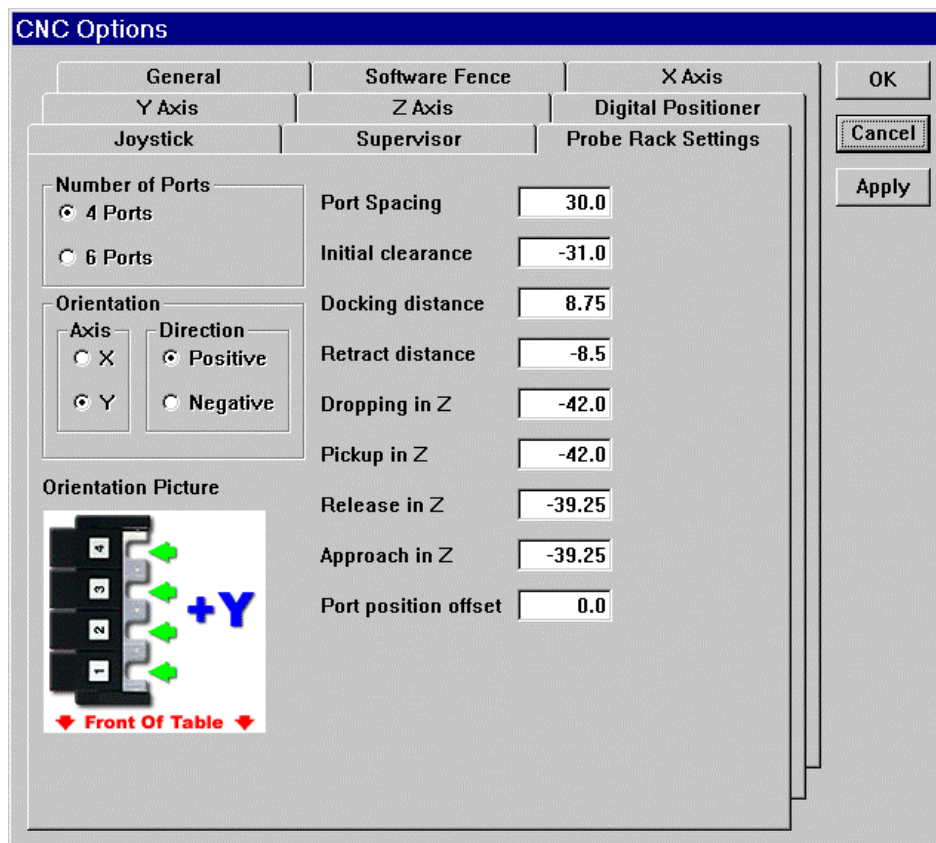 CNC Options
General
Software Fence
X Axis
Y Axis
Z Axis
Digital Positioner
Joystick
Supervisor
Probe Rack Settings
OK
Cancel
Apply
Number of Ports
4 Ports
6 Ports
Orientation
Axis
X
Y
Direction
Positive
Negative
Orientation Picture
4
3
2
1
+Y
Front Of Table
Port Spacing 30.0
Initial clearance -31.0
Docking distance 8.75
Retract distance -8.5
Dropping in Z -42.0
Pickup in Z -42.0
Release in Z -39.25
Approach in Z -39.25
Port position offset 0.0